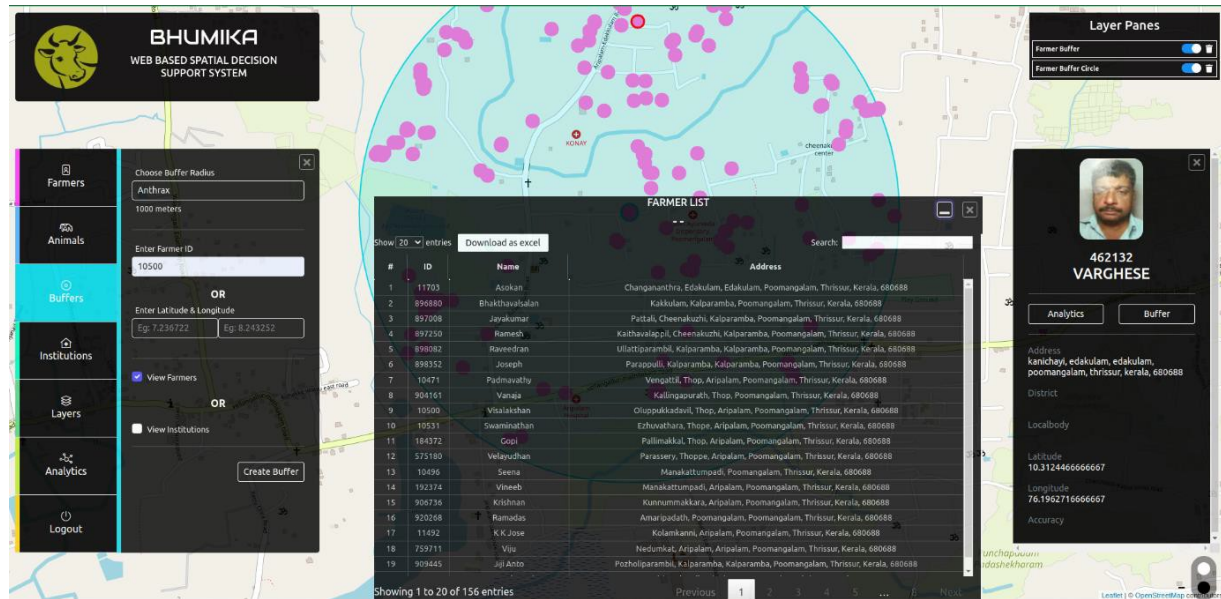 BHUMIKA
WEB BASED SPATIAL DECISION
SUPPORT SYSTEM
Farmers
Animals
Buffers
Institutions
Layers
Analytics
Logout
Choose Buffer Radius
Anthrax
1000 meters
Enter Farmer ID
10500
OR
Enter Latitude & Longitude
Eg: 7.236722 Eg: 8.243252
View Farmers
OR
View Institutions
Create Buffer
KONAY
cheenaku
center
FARMER LIST
--
Show 20 entries Download as excel Search:
# ID Name Address
1 11703 Asokan Changananthra, Edakulam, Edakulam, Poomangalam, Thrissur, Kerala, 680688
2 896880 Bhakthavalsalan Kakkulam, Kalparamba, Poomangalam, Thrissur, Kerala, 680688
3 897008 Jayakumar Pattali, Cheenakuzhi, Kalparamba, Poomangalam, Thrissur, Kerala, 680688
4 897250 Ramesh Kaithavalappil, Cheenakuzhi, Kalparamba, Poomangalam, Thrissur, Kerala, 680688
5 898082 Raveedran Ullattiparambil, Kalparamba, Poomangalam, Thrissur, Kerala, 680688
6 898352 Joseph Parappulli, Kalparamba, Kalparamba, Poomangalam, Thrissur, Kerala, 680688
7 10471 Padmavathy Vengattil, Thop, Aripalam, Poomangalam, Thrissur, Kerala, 680688
8 904161 Vanaja Kallingapurath, Thop, Aripalam, Poomangalam, Thrissur, Kerala, 680688
9 10500 Visalakshan Oluppukkadavil, Thop, Aripalam, Poomangalam, Thrissur, Kerala, 680688
10 10531 Swaminathan Ezhuvathara, Thope, Aripalam, Poomangalam, Thrissur, Kerala, 680688
11 184372 Gopi Pallimakkal, Thop, Aripalam, Poomangalam, Thrissur, Kerala, 680688
12 575180 Velayudhan Parassery, Thoppe, Aripalam, Poomangalam, Thrissur, Kerala, 680688
13 10496 Seena Manakattumpadi, Poomangalam, Thrissur, Kerala, 680688
14 192374 Vineeb Manakattumpadi, Aripalam, Poomangalam, Thrissur, Kerala, 680688
15 906736 Krishnan Kunnummakkara, Aripalam, Poomangalam, Thrissur, Kerala, 680688
16 920268 Ramadas Amaripadath, Poomangalam, Thrissur, Kerala, 680688
17 11492 K K Jose Kolamkanni, Aripalam, Poomangalam, Thrissur, Kerala, 680688
18 759711 Viju Nedumkat, Aripalam, Aripalam, Poomangalam, Thrissur, Kerala, 680688
19 909445 Jiji Anto Pozholiparambil, Kalparamba, Kalparamba, Poomangalam, Thrissur, Kerala, 680688
Showing 1 to 20 of 156 entries Previous 1 2 3 4 5 ... 8 Next
Layer Panes
Farmer Buffer
Farmer Buffer Circle
462132
VARGHESE
Analytics Buffer
Address
kanichayi, edakulam, edakulam,
poomangalam, thrissur, kerala, 680688
District
Localbody
Latitude
10.3124466666667
Longitude
76.1962716666667
Accuracy
Leaflet | © OpenStreetMap